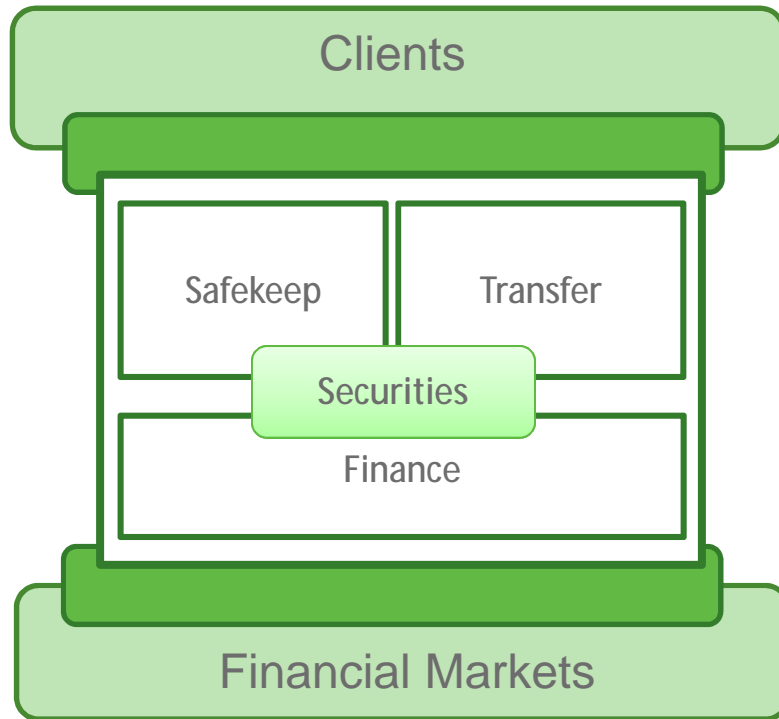 Clients
Safekeep
Transfer
Securities
Finance
Financial Markets